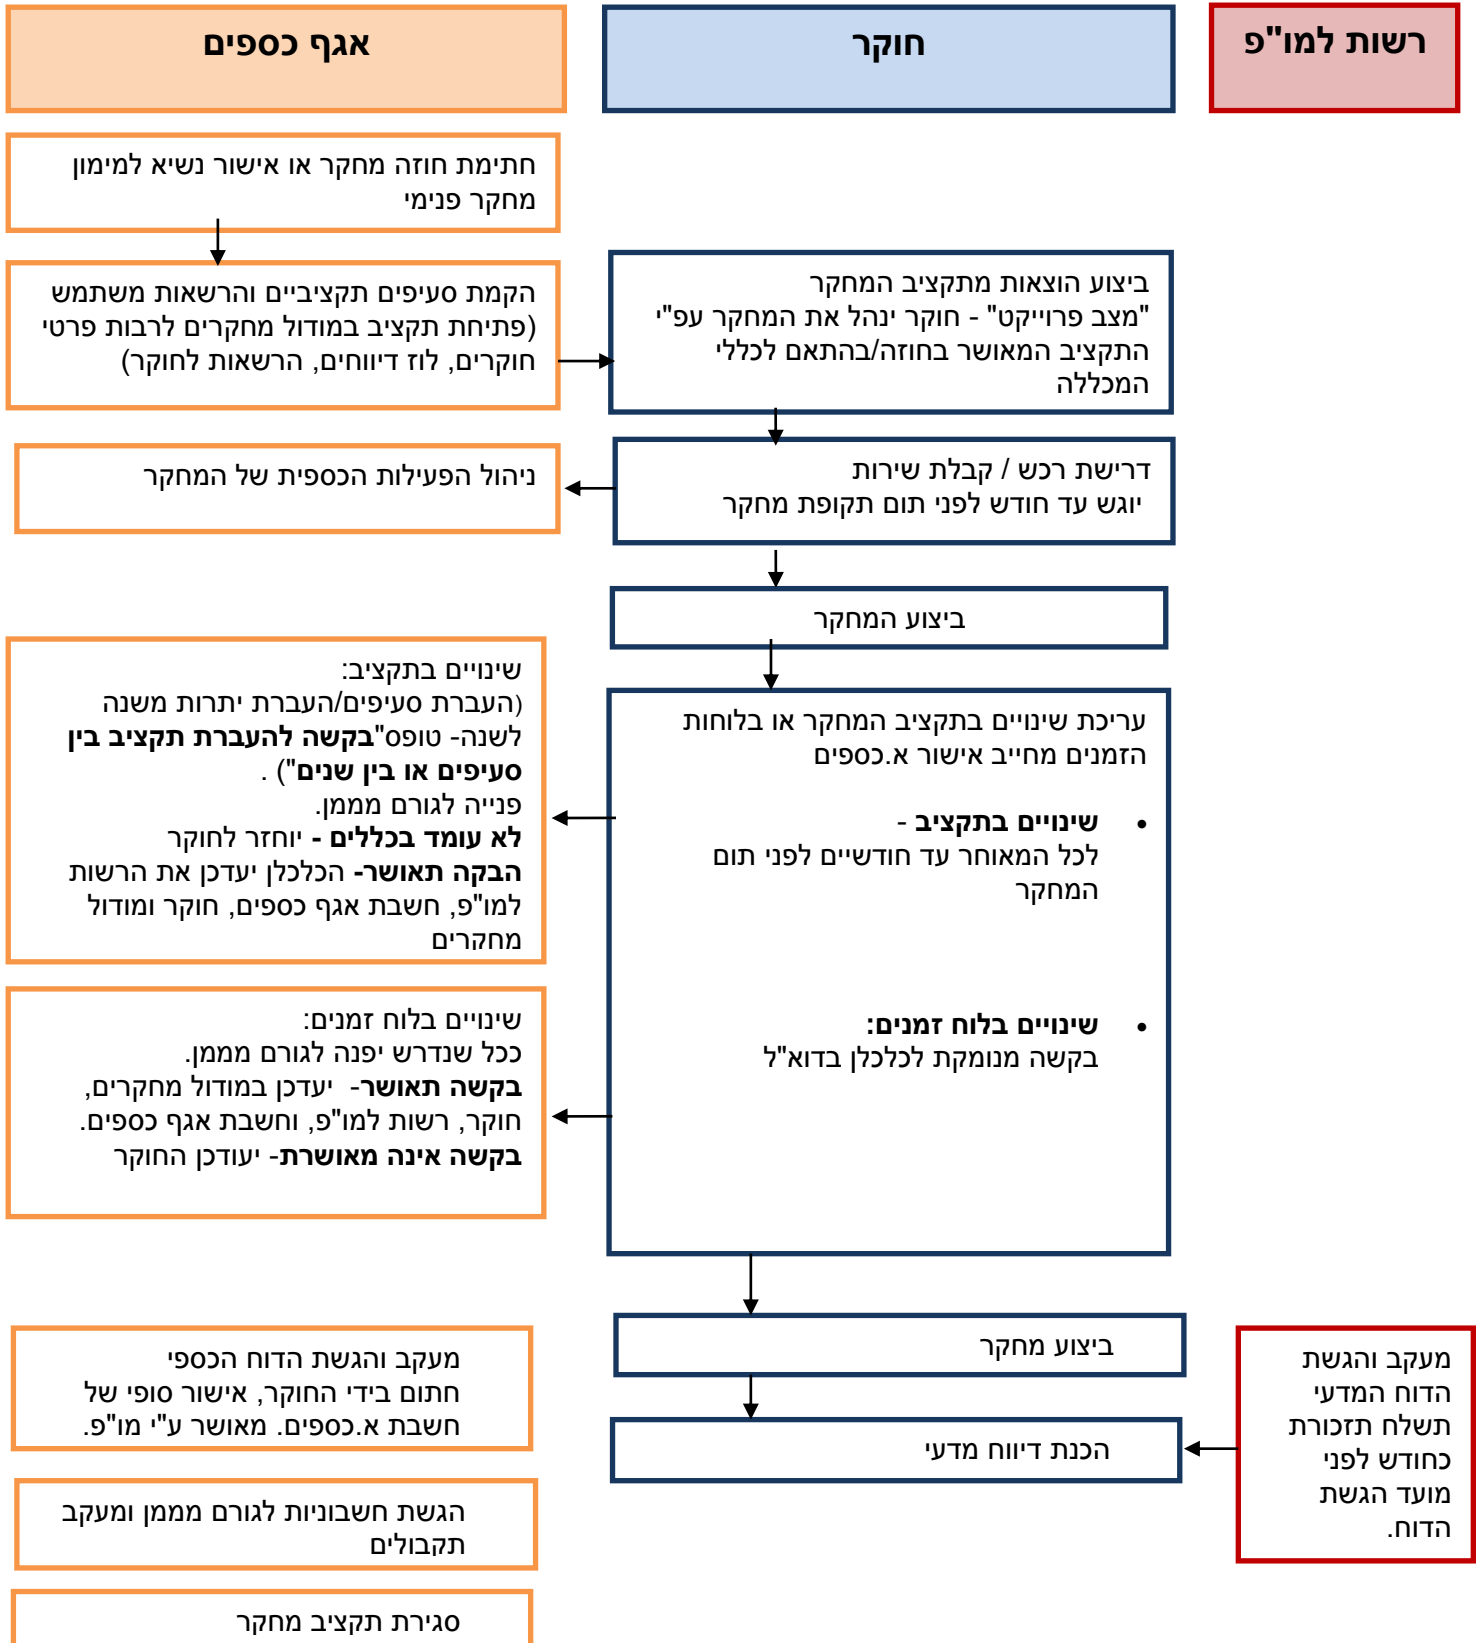 רשות למו"פ
חוקר
אגף כספים
חתימת חוזה מחקר או אישור נשיא למימון
מחקר פנימי
הקמת סעיפים תקציביים והרשאות משתמש
(פתיחת תקציב במודול מחקרים לרבות פרטי
חוקרים, לוז דיווחים, הרשאות לחוקר)
ביצוע הוצאות מתקציב המחקר
"מצב פרוייקט" - חוקר ינהל את המחקר עפ"י
התקציב המאושר בחוזה/בהתאם לכללי
המכללה
דרישת רכש / קבלת שירות
יוגש עד חודש לפני תום תקופת מחקר
ניהול הפעילות הכספית של המחקר
ביצוע המחקר
עריכת שינויים בתקציב המחקר או בלוחות
הזמנים מחייב אישור א.כספים
• שינויים בתקציב -
לכל המאוחר עד חודשיים לפני תום
המחקר
• שינויים בלוח זמנים:
בקשה מנומקת לכלכלן בדוא"ל
שינויים בתקציב:
(העברת סעיפים/העברת יתרות משנה
לשנה- טופס"בקשה להעברת תקציב בין
סעיפים או בין שנים") .
פנייה לגורם מממן.
לא עומד בכללים - יוחזר לחוקר
הבקה תאושר- הכלכלן יעדכן את הרשות
למו"פ, חשבת אגף כספים, חוקר ומודול
מחקרים
שינויים בלוח זמנים:
ככל שנדרש יפנה לגורם מממן.
בקשה תאושר- יעדכן במודול מחקרים,
חוקר, רשות למו"פ, וחשבת אגף כספים.
בקשה אינה מאושרת- יעודכן החוקר
ביצוע מחקר
הכנת דיווח מדעי
מעקב והגשת
הדוח המדעי
תשלח תזכורת
כחודש לפני
מועד הגשת
הדוח.
מעקב והגשת הדוח הכספי
חתום בידי החוקר, אישור סופי של
חשבת א.כספים. מאושר ע"י מו"פ.
הגשת חשבוניות לגורם מממן ומעקב
תקבולים
סגירת תקציב מחקר